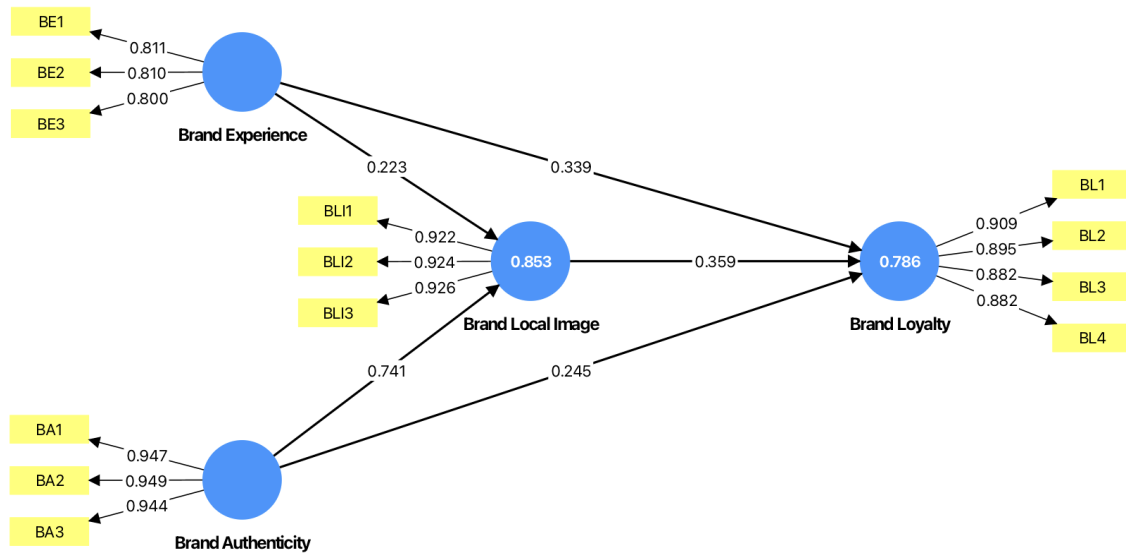 BE1
0.811
BE2
0.810
BE3
0.800
Brand Experience
0.223
0.339
BLI1
0.922
BLI2
0.924
BLI3
0.926
0.853
Brand Local Image
0.359
0.786
Brand Loyalty
BL1
0.909
BL2
0.895
BL3
0.882
BL4
0.882
0.741
0.245
BA1
0.947
BA2
0.949
BA3
0.944
Brand Authenticity